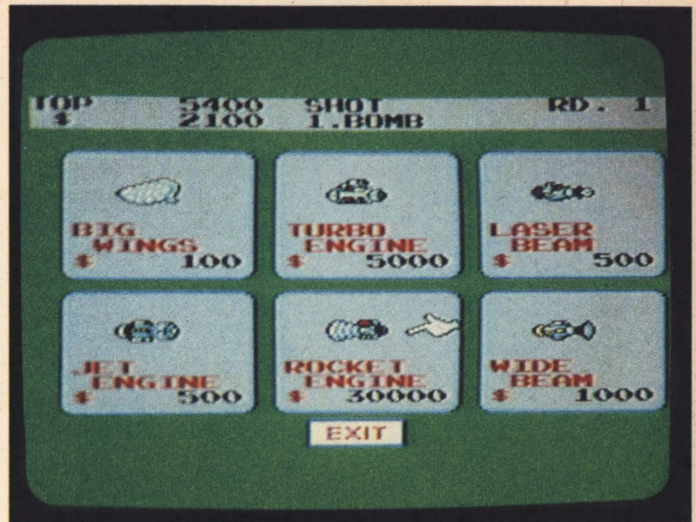 TOP 5400 SHOT RD. 1
$ 2100 1.BOMB
BIG WINGS
$ 100
TURBO ENGINE
$ 5000
LASER BEAM
$ 500
JET ENGINE
$ 500
ROCKET ENGINE
$ 30000
WIDE BEAM
$ 1000
EXIT